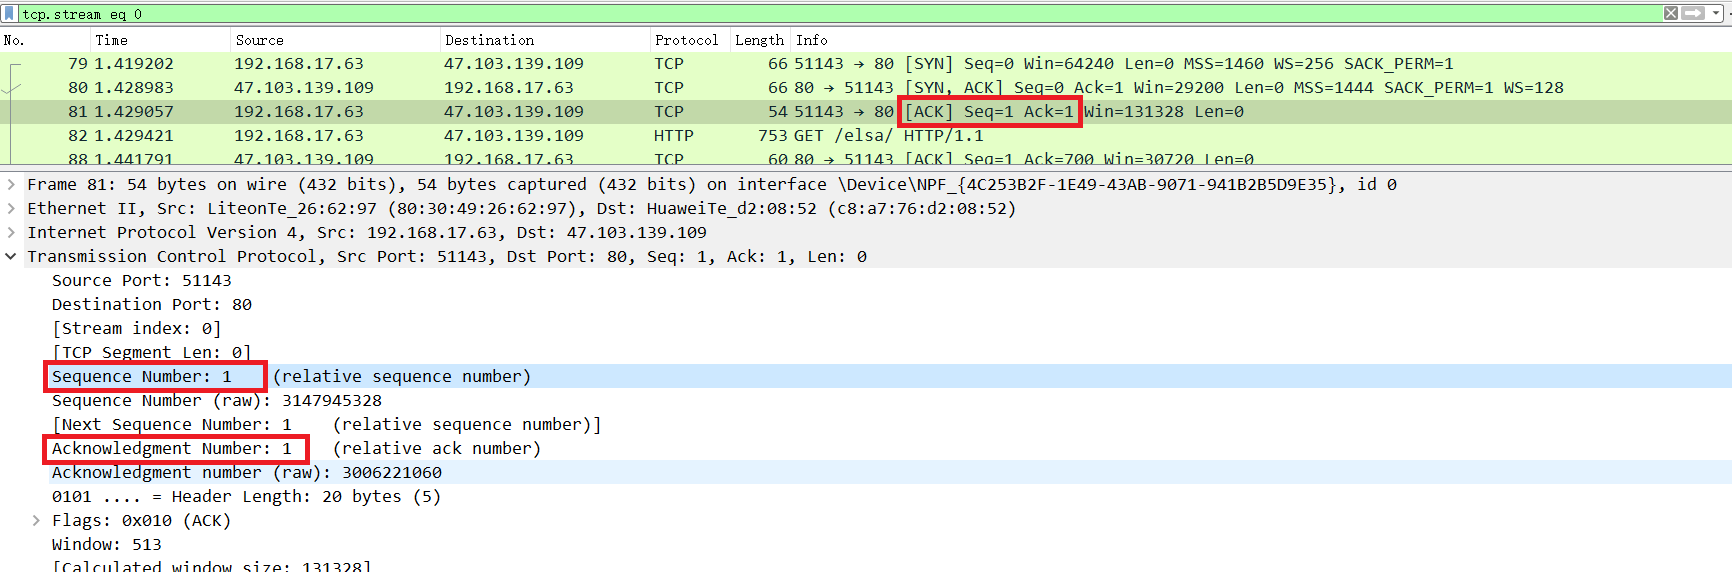 tcp.stream eq 0
No. Time Source Destination Protocol Length Info
79 1.419202 192.168.17.63 47.103.139.109 TCP 66 51143 → 80 [SYN] Seq=0 Win=64240 Len=0 MSS=1460 WS=256 SACK_PERM=1
80 1.428983 47.103.139.109 192.168.17.63 TCP 66 80 → 51143 [SYN, ACK] Seq=0 Ack=1 Win=29200 Len=0 MSS=1444 SACK_PERM=1 WS=128
81 1.429057 192.168.17.63 47.103.139.109 TCP 54 51143 → 80 [ACK] Seq=1 Ack=1 Win=131328 Len=0
82 1.429421 192.168.17.63 47.103.139.109 HTTP 753 GET /elsa/ HTTP/1.1
88 1.441791 47.103.139.109 192.168.17.63 TCP 60 80 → 51143 [ACK] Seq=1 Ack=700 Win=30720 Len=0
Frame 81: 54 bytes on wire (432 bits), 54 bytes captured (432 bits) on interface \Device\NPF_{4C253B2F-1E49-43AB-9071-941B2B5D9E35}, id 0
Ethernet II, Src: LiteonTe_26:62:97 (80:30:49:26:62:97), Dst: HuaweiTe_d2:08:52 (c8:a7:76:d2:08:52)
Internet Protocol Version 4, Src: 192.168.17.63, Dst: 47.103.139.109
Transmission Control Protocol, Src Port: 51143, Dst Port: 80, Seq: 1, Ack: 1, Len: 0
Source Port: 51143
Destination Port: 80
[Stream index: 0]
[TCP Segment Len: 0]
Sequence Number: 1 (relative sequence number)
Sequence Number (raw): 3147945328
[Next Sequence Number: 1 (relative sequence number)]
Acknowledgment Number: 1 (relative ack number)
Acknowledgment number (raw): 3006221060
0101 .... = Header Length: 20 bytes (5)
Flags: 0x010 (ACK)
Window: 513
[Calculated window size: 131328]